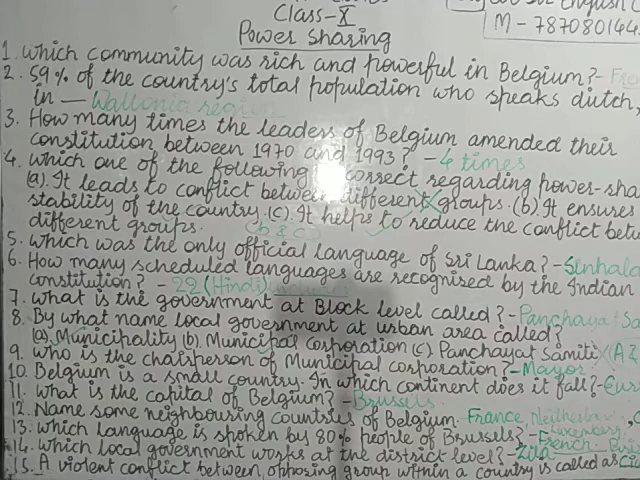 English
Class-X
M-787080144
Power sharing
1. Which community was rich and powerful in Belgium? - Fre
2. 59% of the country's total population who speaks dutch,
in — Wallonia region
3. How many times the leaders of Belgium amended their
constitution between 1970 and 1993? - 4 times
4. Which one of the following correct regarding power-sha
(a). It leads to conflict between different groups. (b). It ensures
stability of the country. (c). It helps to reduce the conflict betw
different groups. (b & c)
5. Which was the only official language of Sri Lanka? - Sinhala
6. How many scheduled languages are recognised by the Indian
constitution? - 22 (Hindi
7. What is the government at Block level called? - Panchayat Sa
8. By what name local government at urban area called?
(a). Municipality (b). Municipal corporation (c). Panchayat Samiti (A &
9. Who is the chairperson of Municipal corporation? - Mayor
10. Belgium is a small country. In which continent does it fall? - Eur
11. What is the capital of Belgium? - Brussels
12. Name some neighbouring countries of Belgium. France,
Luxemburg.
13. Which language is spoken by 80% people of Brussels? - French
14. Which local government works at the district level? - Zila
15. A violent conflict between opposing group within a country is called as Ci